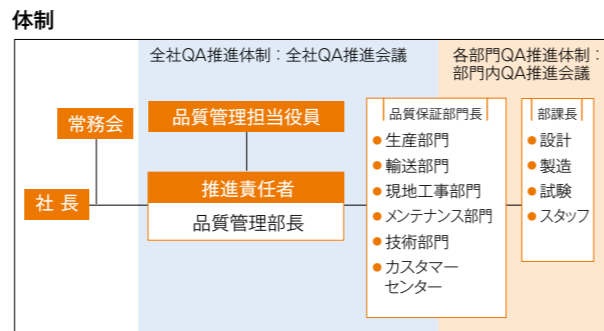 体制
全社QA推進体制：全社QA推進会議
各部門QA推進体制：
部門内QA推進会議
常務会
社 長
品質管理担当役員
推進責任者
品質管理部長
品質保証部門長
●生産部門
●輸送部門
●現地工事部門
●メンテナンス部門
●技術部門
●カスタマー
センター
部課長
●設計
●製造
●試験
●スタッフ